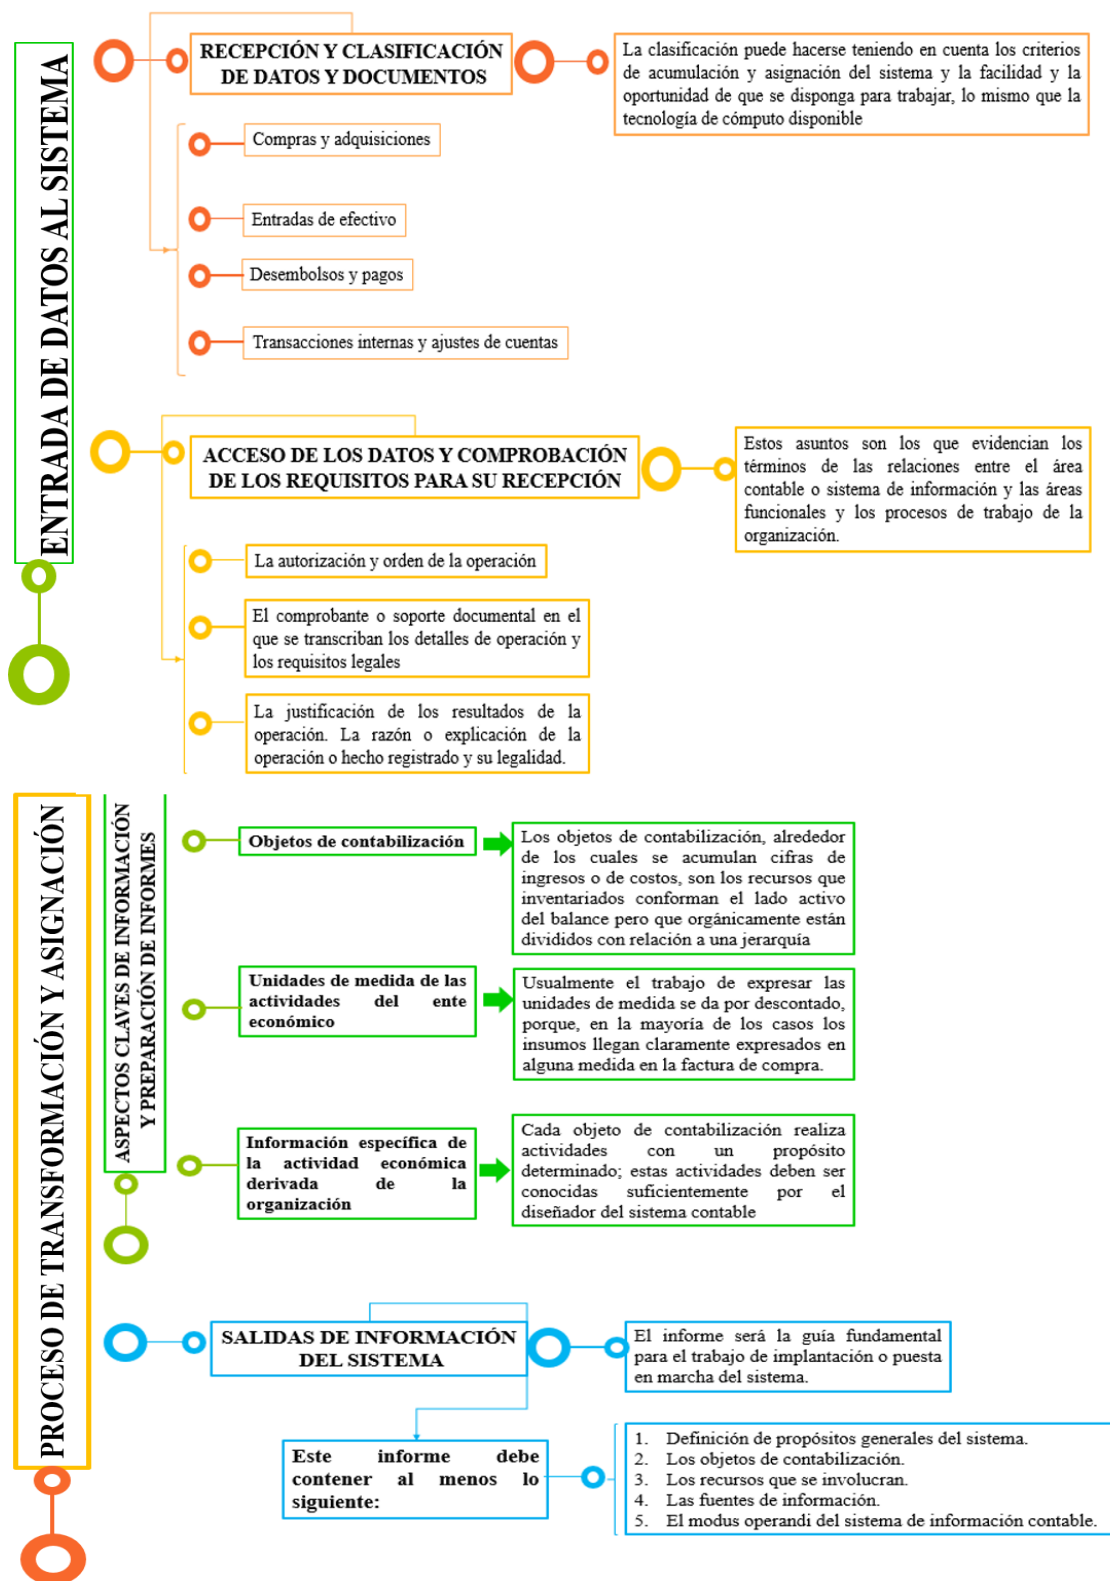 ENTRADA DE DATOS AL SISTEMA
RECEPCIÓN Y CLASIFICACIÓN
DE DATOS Y DOCUMENTOS
La clasificación puede hacerse teniendo en cuenta los criterios
de acumulación y asignación del sistema y la facilidad y la
oportunidad de que se disponga para trabajar, lo mismo que la
tecnología de cómputo disponible
Compras y adquisiciones
Entradas de efectivo
Desembolsos y pagos
Transacciones internas y ajustes de cuentas
ACCESO DE LOS DATOS Y COMPROBACIÓN
DE LOS REQUISITOS PARA SU RECEPCIÓN
Estos asuntos son los que evidencian los
términos de las relaciones entre el área
contable o sistema de información y las áreas
funcionales y los procesos de trabajo de la
organización.
La autorización y orden de la operación
El comprobante o soporte documental en el
que se transcriban los detalles de operación y
los requisitos legales
La justificación de los resultados de la
operación. La razón o explicación de la
operación o hecho registrado y su legalidad.
PROCESO DE TRANSFORMACIÓN Y ASIGNACIÓN
ASPECTOS CLAVES DE INFORMACIÓN
Y PREPARACIÓN DE INFORMES
Objetos de contabilización
Los objetos de contabilización, alrededor
de los cuales se acumulan cifras de
ingresos o de costos, son los recursos que
inventariados conforman el lado activo
del balance pero que orgánicamente están
divididos con relación a una jerarquía
Unidades de medida de las
actividades del ente
económico
Usualmente el trabajo de expresar las
unidades de medida se da por descontado,
porque, en la mayoría de los casos los
insumos llegan claramente expresados en
alguna medida en la factura de compra.
Información específica de
la actividad económica
derivada de la
organización
Cada objeto de contabilización realiza
actividades con un propósito
determinado; estas actividades deben ser
conocidas suficientemente por el
diseñador del sistema contable
SALIDAS DE INFORMACIÓN
DEL SISTEMA
El informe será la guía fundamental
para el trabajo de implantación o puesta
en marcha del sistema.
Este informe debe
contener al menos lo
siguiente:
1. Definición de propósitos generales del sistema.
2. Los objetos de contabilización.
3. Los recursos que se involucran.
4. Las fuentes de información.
5. El modus operandi del sistema de información contable.